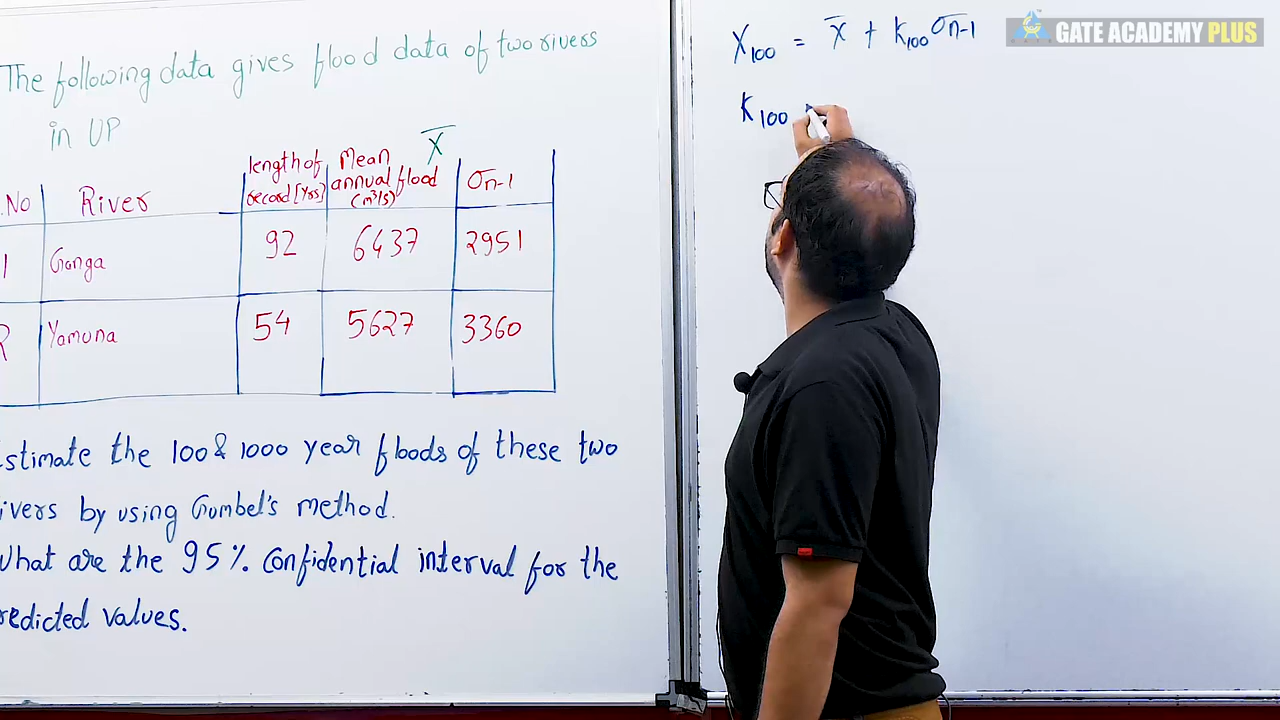 The following data gives flood data of two rivers
in UP
X̅
.No River length of record [Yrs] Mean annual flood (m³/s) σn-1
1 Ganga 92 6437 2951
2 Yamuna 54 5627 3360
stimate the 100 & 1000 year floods of these two
ivers by using Gumbel's method.
What are the 95% Confidential interval for the
redicted values.
X100 = x̅ + K100 σn-1
K100
GATE ACADEMY PLUS